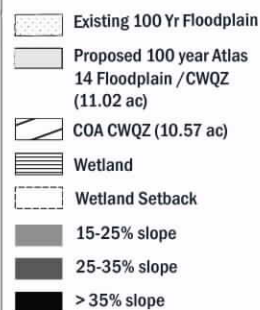 Existing 100 Yr Floodplain
Proposed 100 year Atlas
14 Floodplain /CWQZ
(11.02 ac)
COA CWQZ (10.57 ac)
Wetland
Wetland Setback
15-25% slope
25-35% slope
> 35% slope